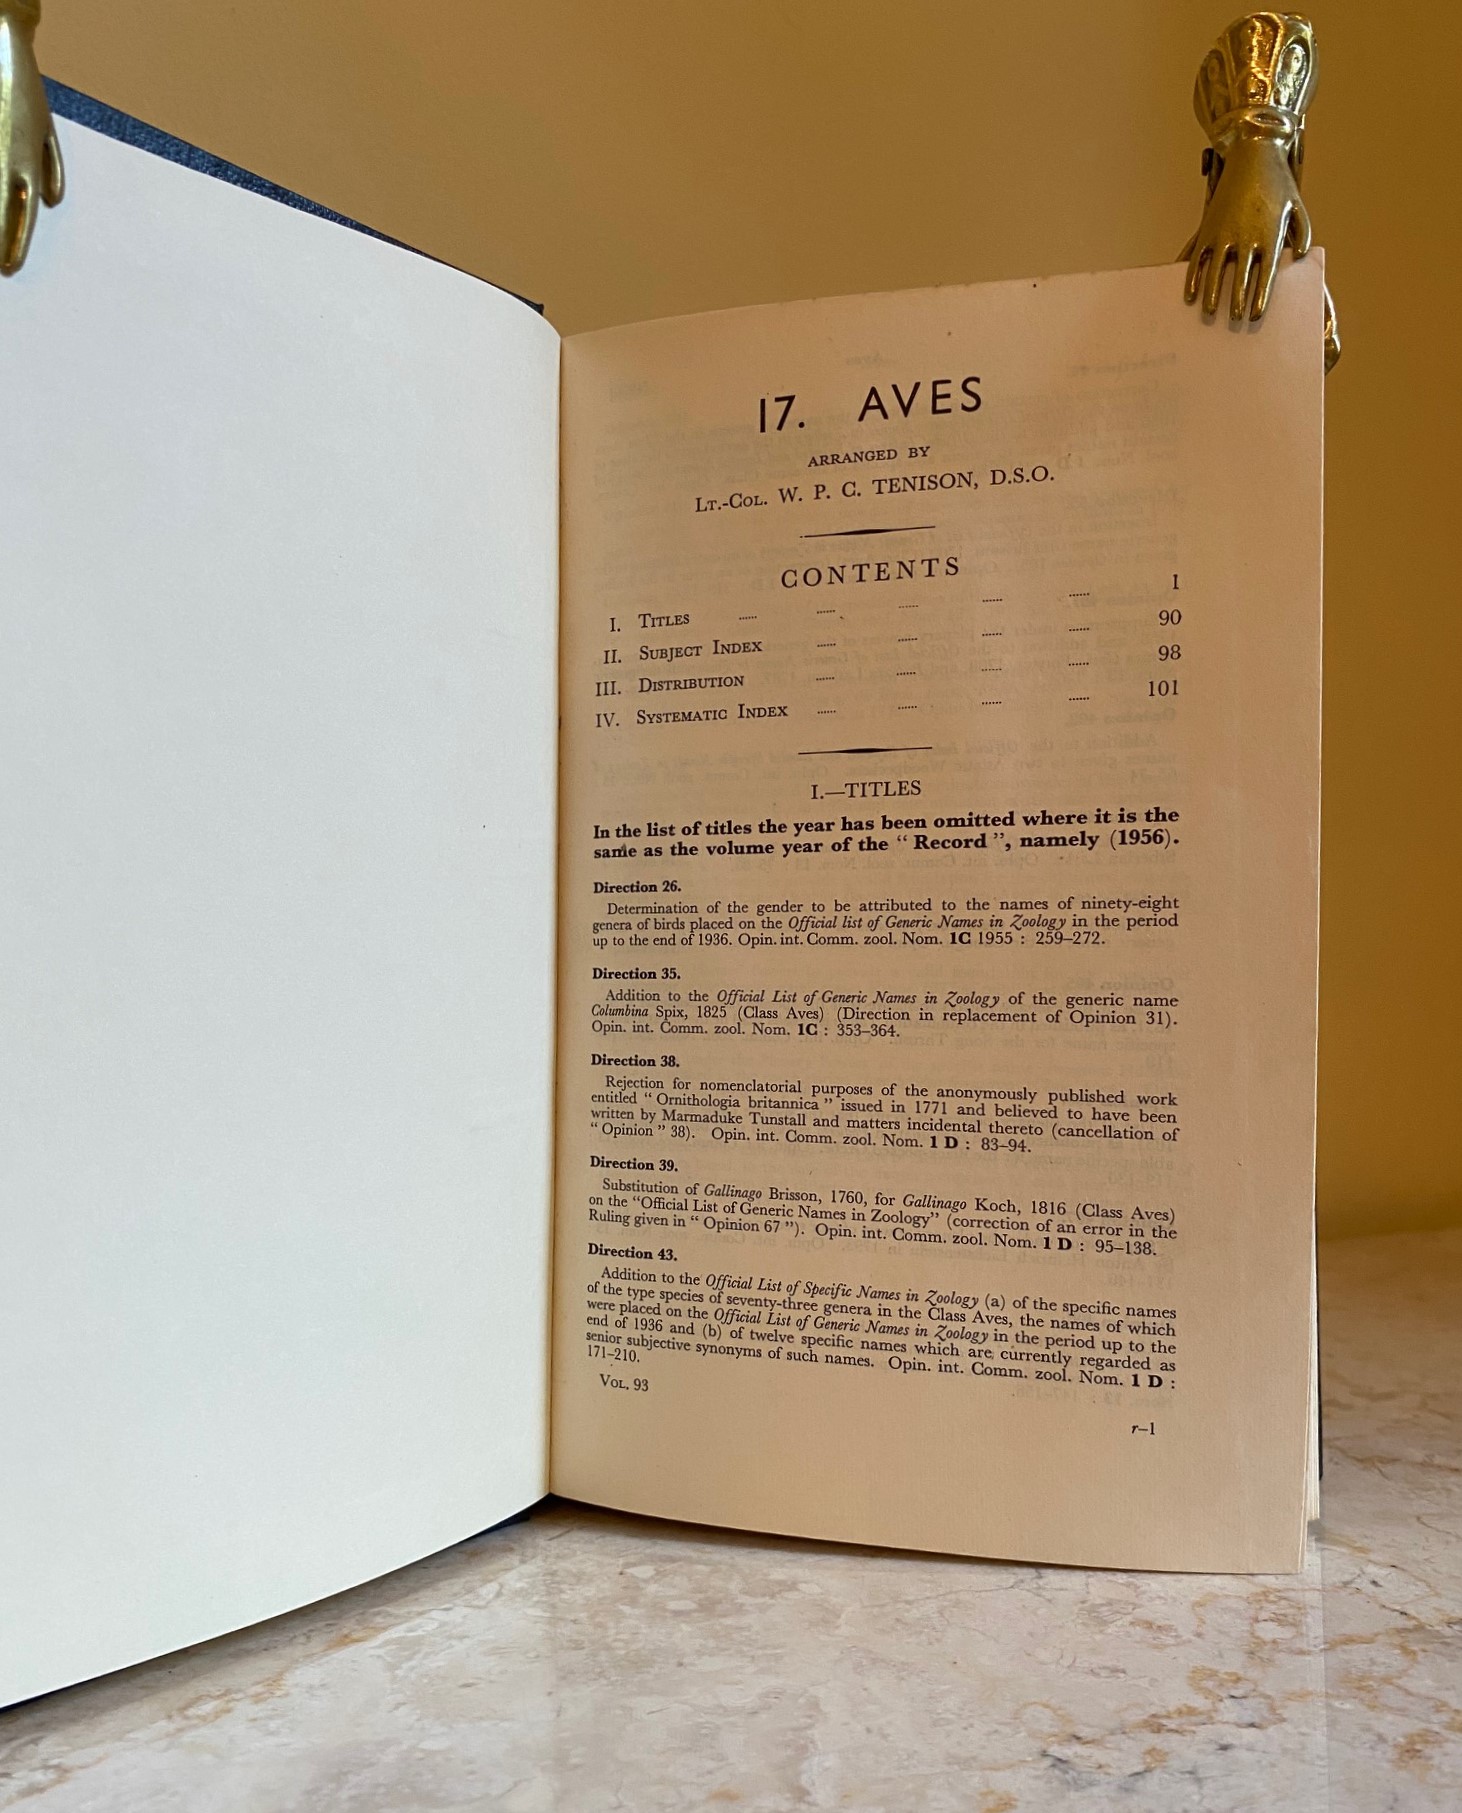 17. AVES
ARRANGED BY
LT.-COL. W. P. C. TENISON, D.S.O.
CONTENTS
I. TITLES ...... ...... ...... ...... ...... 1
II. SUBJECT INDEX ...... ...... ...... ...... 90
III. DISTRIBUTION ...... ...... ...... ...... 98
IV. SYSTEMATIC INDEX ...... ...... ...... ...... 101
I.—TITLES
In the list of titles the year has been omitted where it is the
same as the volume year of the “ Record ”, namely (1956).
Direction 26.
Determination of the gender to be attributed to the names of ninety-eight
genera of birds placed on the Official list of Generic Names in Zoology in the period
up to the end of 1936. Opin. int. Comm. zool. Nom. 1C 1955 : 259–272.
Direction 35.
Addition to the Official List of Generic Names in Zoology of the generic name
Columbina Spix, 1825 (Class Aves) (Direction in replacement of Opinion 31).
Opin. int. Comm. zool. Nom. 1C : 353–364.
Direction 38.
Rejection for nomenclatorial purposes of the anonymously published work
entitled “ Ornithologia britannica ” issued in 1771 and believed to have been
written by Marmaduke Tunstall and matters incidental thereto (cancellation of
“ Opinion ” 38). Opin. int. Comm. zool. Nom. 1 D : 83–94.
Direction 39.
Substitution of Gallinago Brisson, 1760, for Gallinago Koch, 1816 (Class Aves)
on the “Official List of Generic Names in Zoology” (correction of an error in the
Ruling given in “ Opinion 67 ”). Opin. int. Comm. zool. Nom. 1 D : 95–138.
Direction 43.
Addition to the Official List of Specific Names in Zoology (a) of the specific names
of the type species of seventy-three genera in the Class Aves, the names of which
were placed on the Official List of Generic Names in Zoology in the period up to the
end of 1936 and (b) of twelve specific names which are currently regarded as
senior subjective synonyms of such names. Opin. int. Comm. zool. Nom. 1 D :
171–210.
VOL. 93
r–1